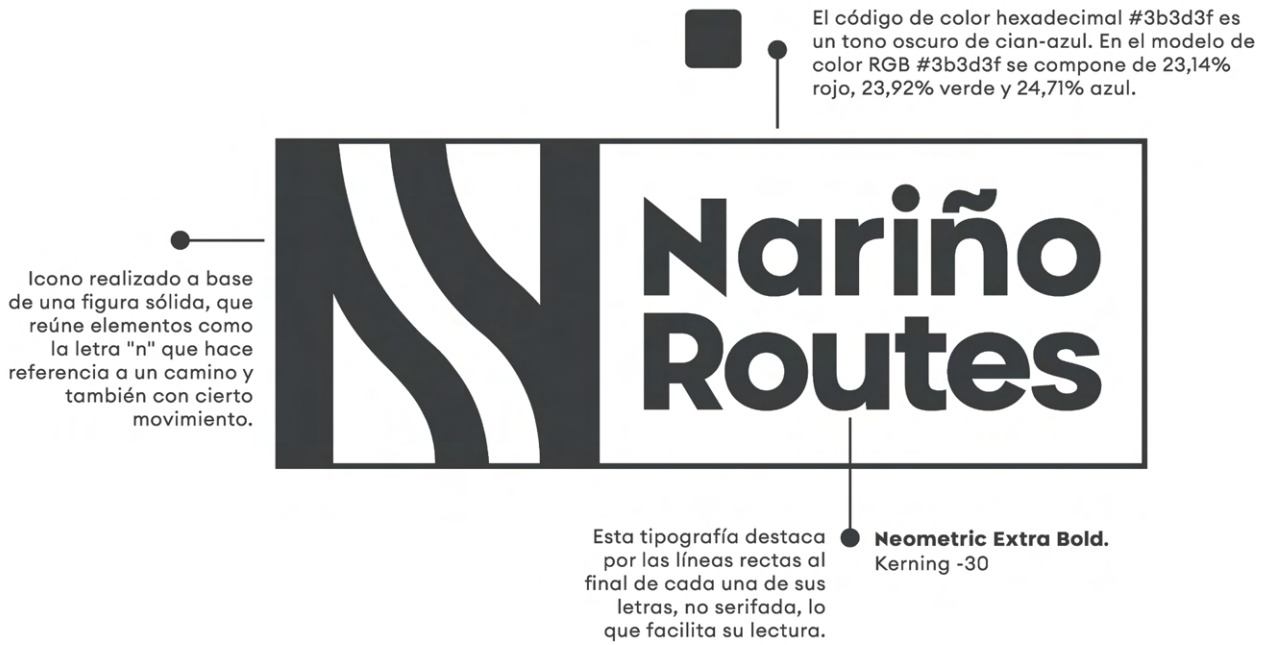 El código de color hexadecimal #3b3d3f es
un tono oscuro de cian-azul. En el modelo de
color RGB #3b3d3f se compone de 23,14%
rojo, 23,92% verde y 24,71% azul.
Nariño
Routes
Icono realizado a base
de una figura sólida, que
reúne elementos como
la letra "n" que hace
referencia a un camino y
también con cierto
movimiento.
Esta tipografía destaca
por las líneas rectas al
final de cada una de sus
letras, no serifada, lo
que facilita su lectura.
Neometric Extra Bold.
Kerning -30